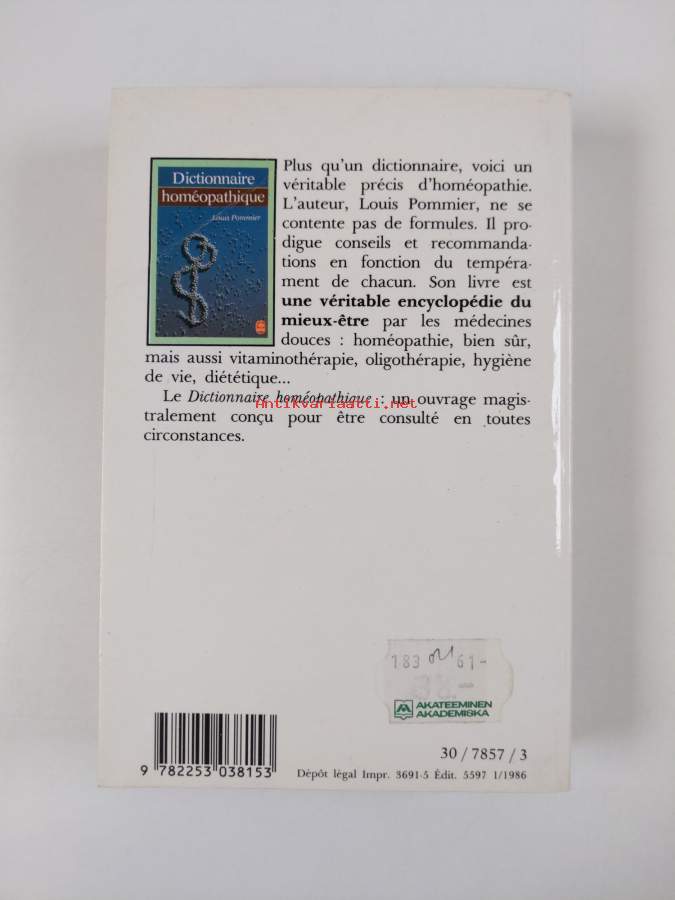 Dictionnaire
homéopathique
Louis Pommier
Plus qu'un dictionnaire, voici un
véritable précis d'homéopathie.
L'auteur, Louis Pommier, ne se
contente pas de formules. Il pro-
digue conseils et recommanda-
tions en fonction du tempéra-
ment de chacun. Son livre est
une véritable encyclopédie du
mieux-être par les médecines
douces : homéopathie, bien sûr,
mais aussi vitaminothérapie, oligothérapie, hygiène
de vie, diététique...
Le Dictionnaire homéopathique : un ouvrage magis-
tralement conçu pour être consulté en toutes
circonstances.
Antikvariaatti.net
183 61-
AKATEEMINEN
AKADEMISKA
30 / 7857 / 3
9 782253 038153
Dépôt légal Impr. 3691-5 Édit. 5597 1/1986